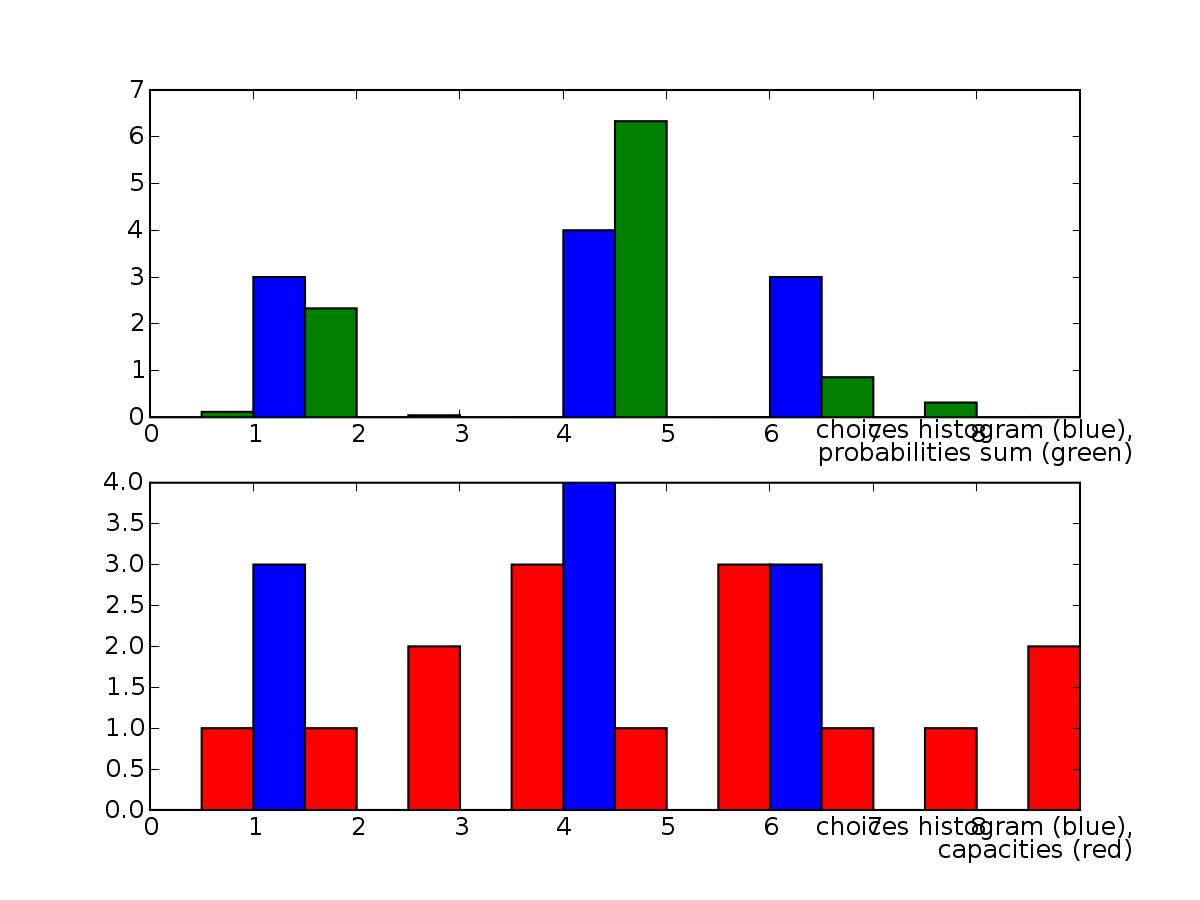 7
6
5
4
3
2
1
0
0 1 2 3 4 5 6 7 8
choices histogram (blue),
probabilities sum (green)
4.0
3.5
3.0
2.5
2.0
1.5
1.0
0.5
0.0
0 1 2 3 4 5 6 7 8
choices histogram (blue),
capacities (red)